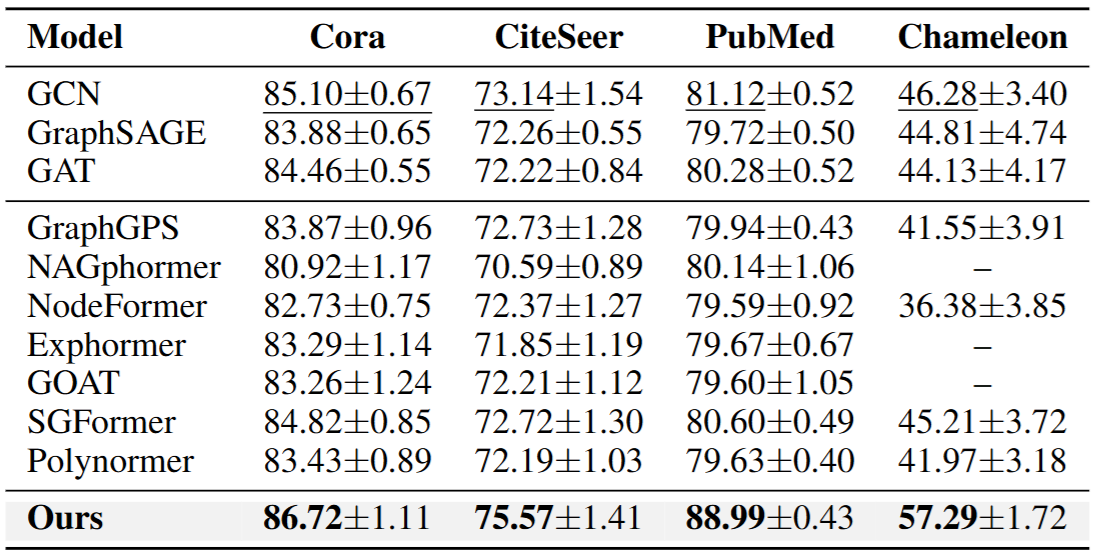 Model Cora CiteSeer PubMed Chameleon
GCN 85.10±0.67 73.14±1.54 81.12±0.52 46.28±3.40
GraphSAGE 83.88±0.65 72.26±0.55 79.72±0.50 44.81±4.74
GAT 84.46±0.55 72.22±0.84 80.28±0.52 44.13±4.17
GraphGPS 83.87±0.96 72.73±1.28 79.94±0.43 41.55±3.91
NAGphormer 80.92±1.17 70.59±0.89 80.14±1.06 –
NodeFormer 82.73±0.75 72.37±1.27 79.59±0.92 36.38±3.85
Exphormer 83.29±1.14 71.85±1.19 79.67±0.67 –
GOAT 83.26±1.24 72.21±1.12 79.60±1.05 –
SGFormer 84.82±0.85 72.72±1.30 80.60±0.49 45.21±3.72
Polynormer 83.43±0.89 72.19±1.03 79.63±0.40 41.97±3.18
Ours 86.72±1.11 75.57±1.41 88.99±0.43 57.29±1.72